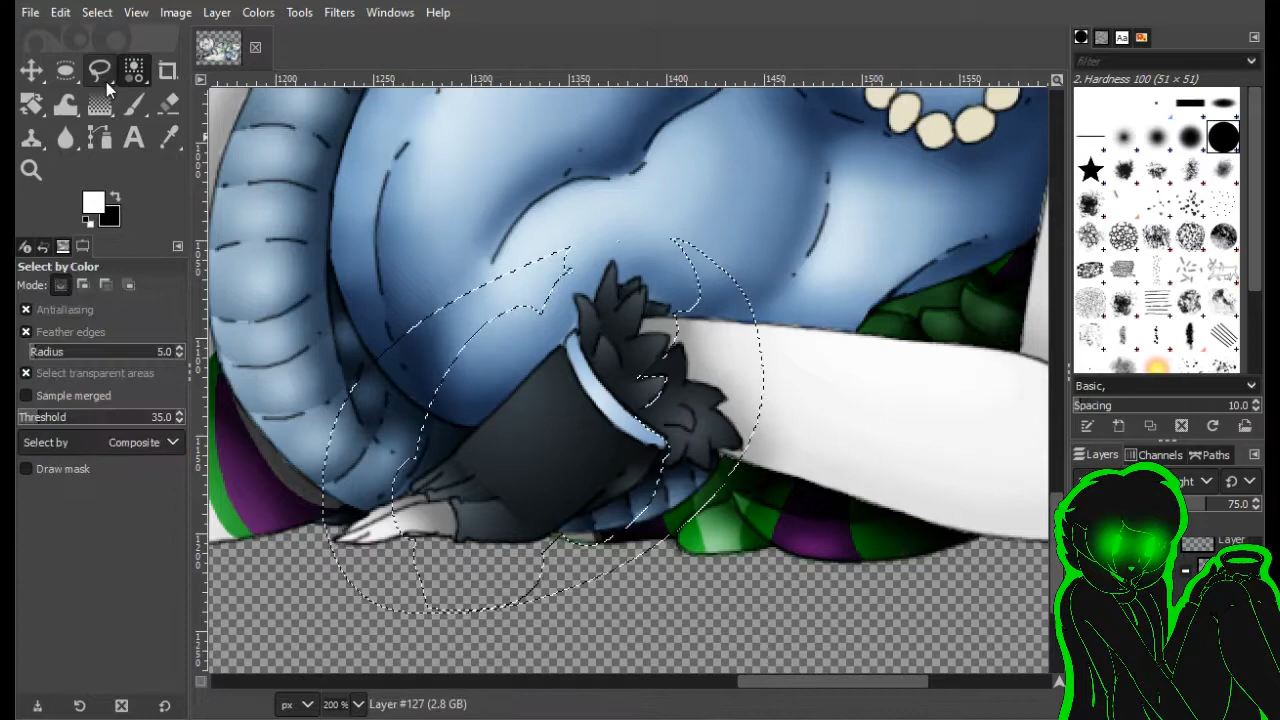 File Edit Select View Image Layer Colors Tools Filters Windows Help
1200 1250 1300 1350 1400 1450 1500 1550
Select by Color
Mode:
Antialiasing
Feather edges
Radius 5.0
Select transparent areas
Sample merged
Threshold 35.0
Select by Composite
Draw mask
px 200 % Layer #127 (2.8 GB)
Aa
filter
2. Hardness 100 (51 × 51)
Basic,
Spacing 10.0
Layers Channels Paths
ght
75.0
Layer